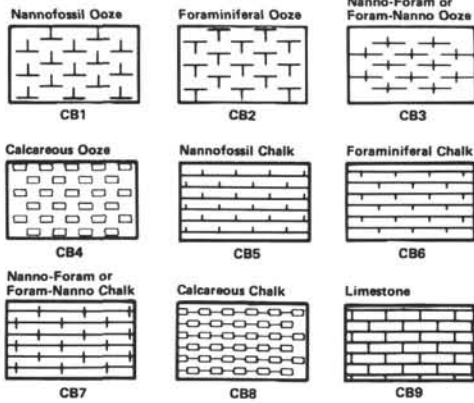 Nannofossil Ooze
Foraminiferal Ooze
Nanno-Foram or
Foram-Nanno Ooze
CB1
CB2
CB3
Calcareous Ooze
Nannofossil Chalk
Foraminiferal Chalk
CB4
CB5
CB6
Nanno-Foram or
Foram-Nanno Chalk
Calcareous Chalk
Limestone
CB7
CB8
CB9